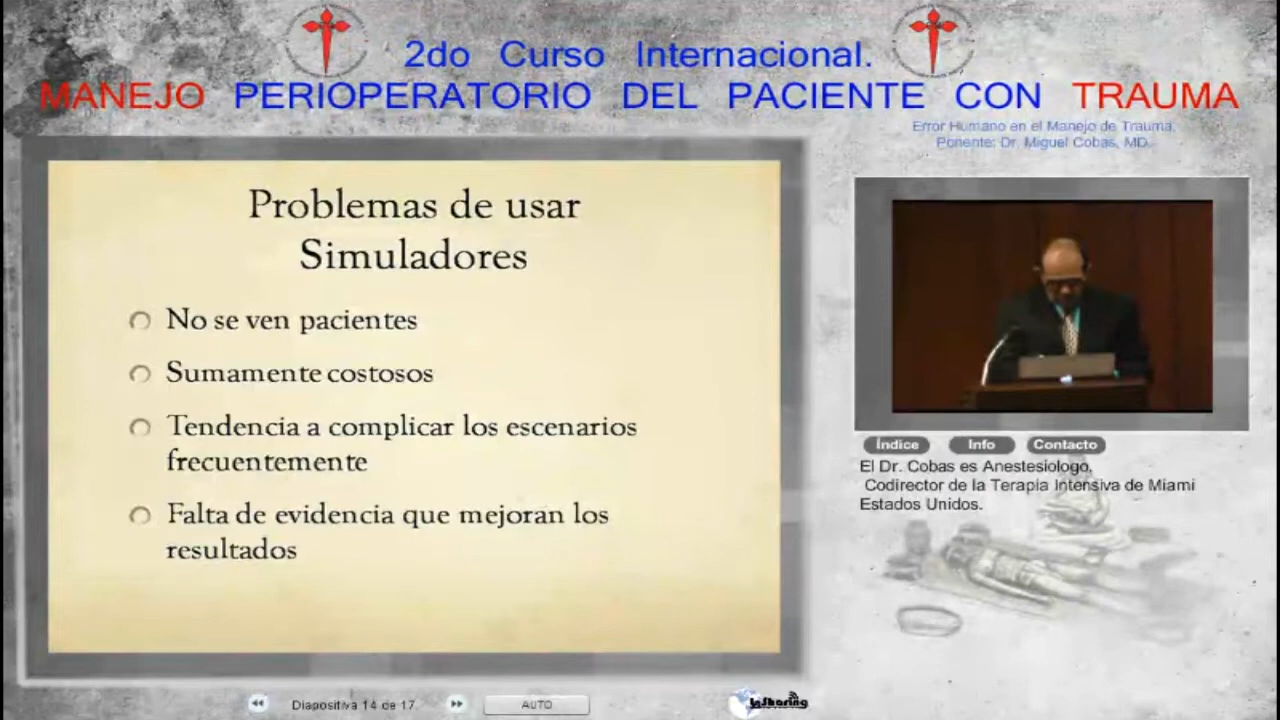 2do Curso Internacional.
MANEJO PERIOPERATORIO DEL PACIENTE CON TRAUMA
Error Humano en el Manejo de Trauma.
Ponente: Dr. Miguel Cobas, MD.
Problemas de usar
Simuladores
No se ven pacientes
Sumamente costosos
Tendencia a complicar los escenarios
frecuentemente
Falta de evidencia que mejoran los
resultados
Índice Info Contacto
El Dr. Cobas es Anestesiologo.
Codirector de la Terapia Intensiva de Miami
Estados Unidos.
Diapositiva 14 de 17
AUTO
InSharing